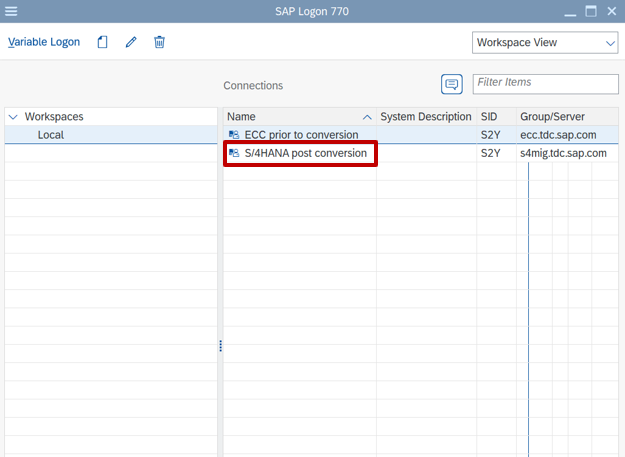 SAP Logon 770
Variable Logon
Workspace View
Connections
Filter Items
Workspaces
Local
Name System Description SID Group/Server
ECC prior to conversion S2Y ecc.tdc.sap.com
S/4HANA post conversion S2Y s4mig.tdc.sap.com